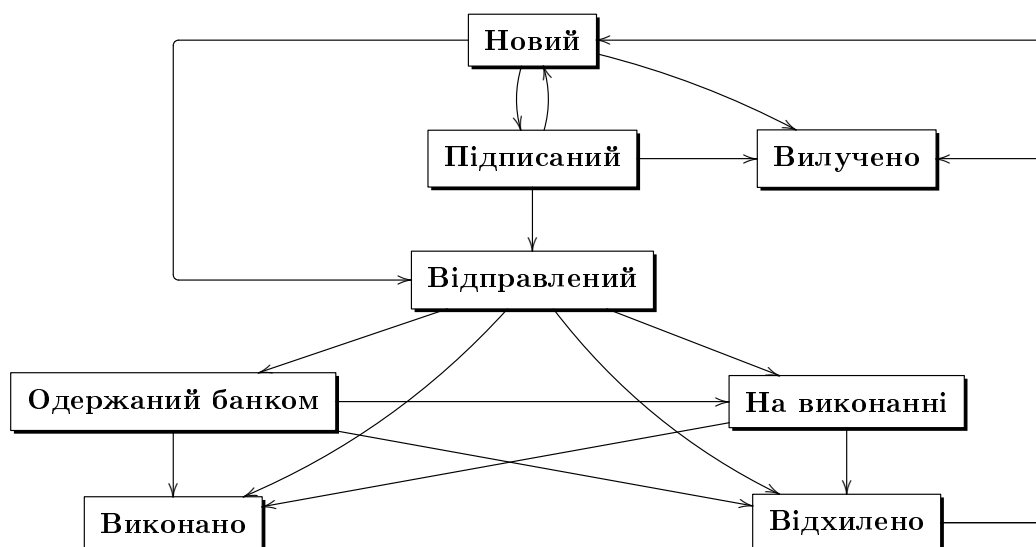 Новий
Підписаний
Вилучено
Відправлений
Одержаний банком
На виконанні
Виконано
Відхилено